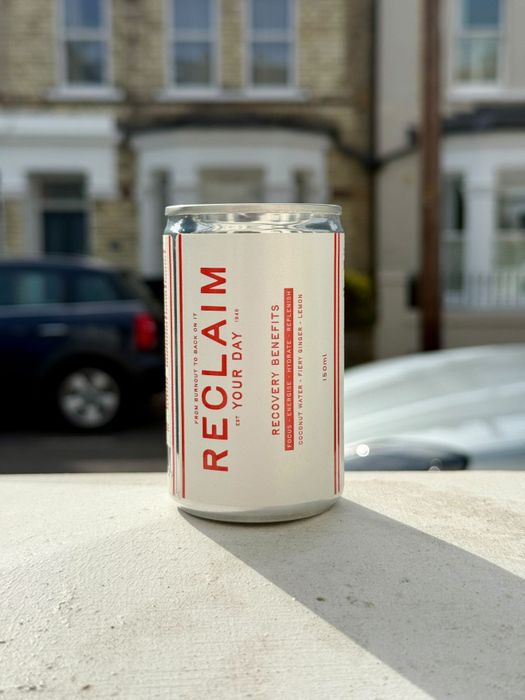 FROM BURNOUT TO BACK ON IT
RECLAIM
EST YOUR DAY 1946
RECOVERY BENEFITS
FOCUS - ENERGISE - HYDRATE - REPLENISH
COCONUT WATER - FIERY GINGER - LEMON
150ml